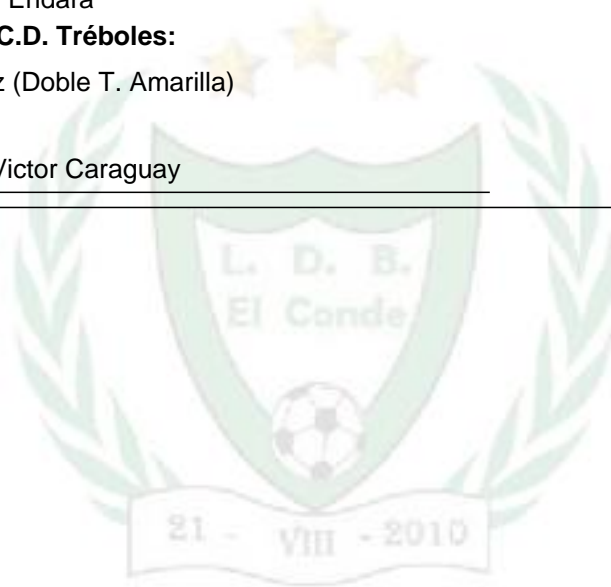 Endara
C.D. Tréboles:
z (Doble T. Amarilla)
Victor Caraguay
L. D. B.
El Conde
21 - VIII - 2010